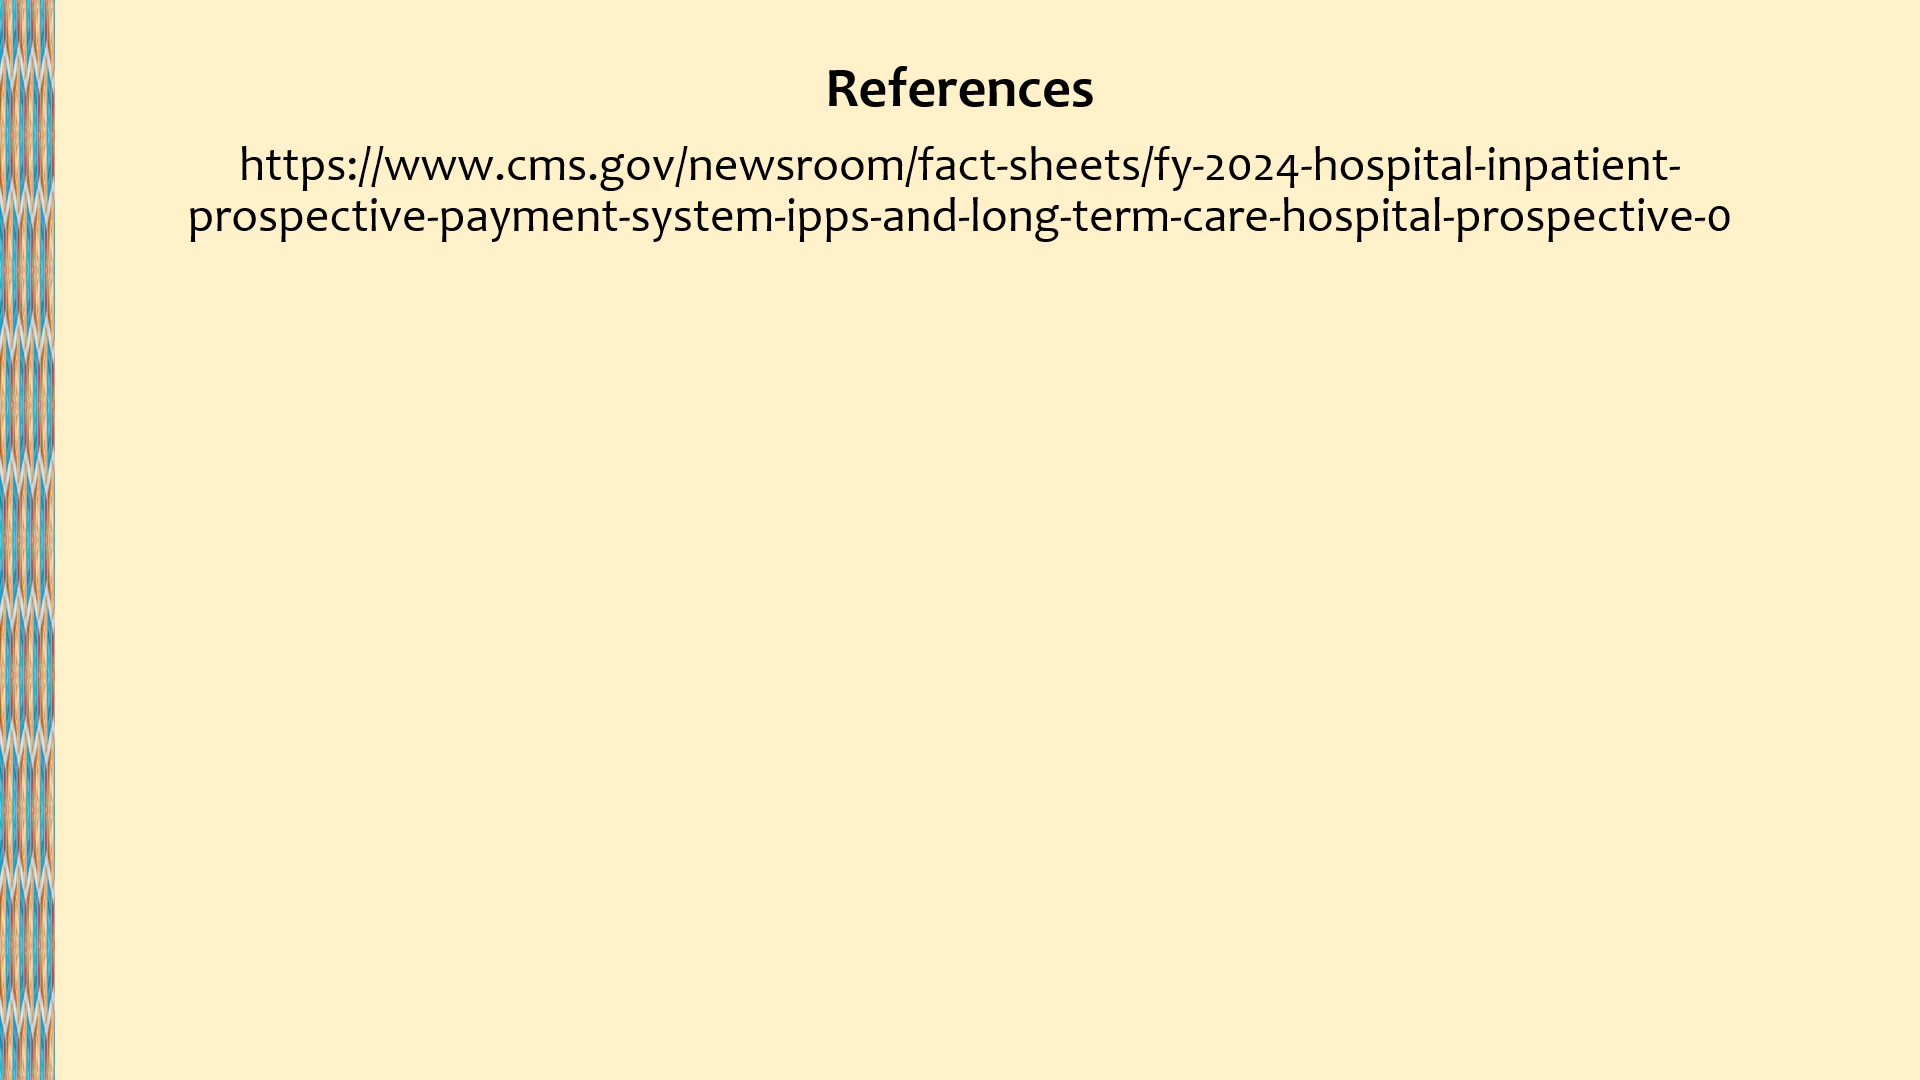 References
https://www.cms.gov/newsroom/fact-sheets/fy-2024-hospital-inpatient-
prospective-payment-system-ipps-and-long-term-care-hospital-prospective-0